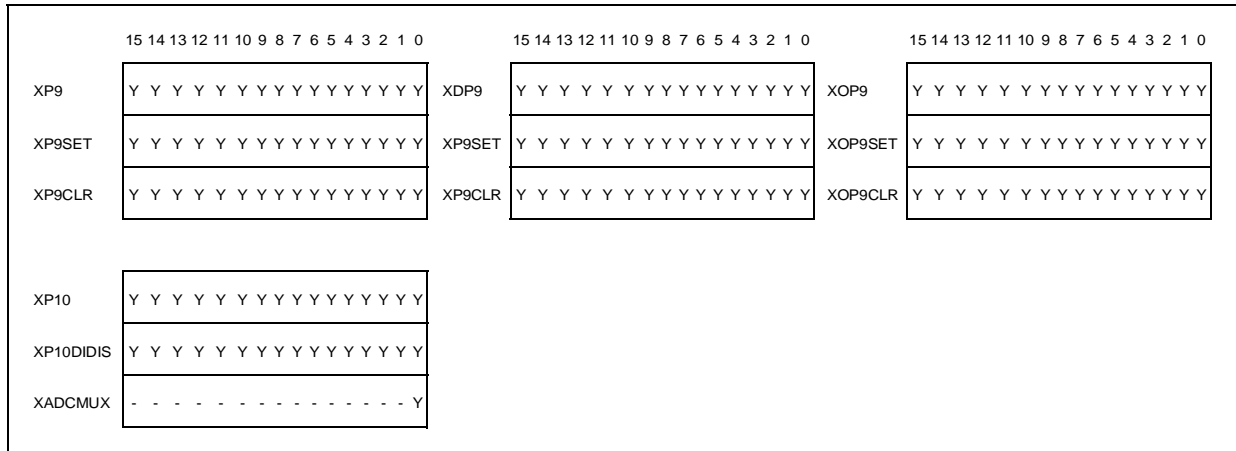 15 14 13 12 11 10 9 8 7 6 5 4 3 2 1 0 15 14 13 12 11 10 9 8 7 6 5 4 3 2 1 0 15 14 13 12 11 10 9 8 7 6 5 4 3 2 1 0
XP9 Y Y Y Y Y Y Y Y Y Y Y Y Y Y Y Y XDP9 Y Y Y Y Y Y Y Y Y Y Y Y Y Y Y Y XOP9 Y Y Y Y Y Y Y Y Y Y Y Y Y Y Y Y
XP9SET Y Y Y Y Y Y Y Y Y Y Y Y Y Y Y Y XP9SET Y Y Y Y Y Y Y Y Y Y Y Y Y Y Y Y XOP9SET Y Y Y Y Y Y Y Y Y Y Y Y Y Y Y Y
XP9CLR Y Y Y Y Y Y Y Y Y Y Y Y Y Y Y Y XP9CLR Y Y Y Y Y Y Y Y Y Y Y Y Y Y Y Y XOP9CLR Y Y Y Y Y Y Y Y Y Y Y Y Y Y Y Y
XP10 Y Y Y Y Y Y Y Y Y Y Y Y Y Y Y Y
XP10DIDIS Y Y Y Y Y Y Y Y Y Y Y Y Y Y Y Y
XADCMUX - - - - - - - - - - - - - - - Y